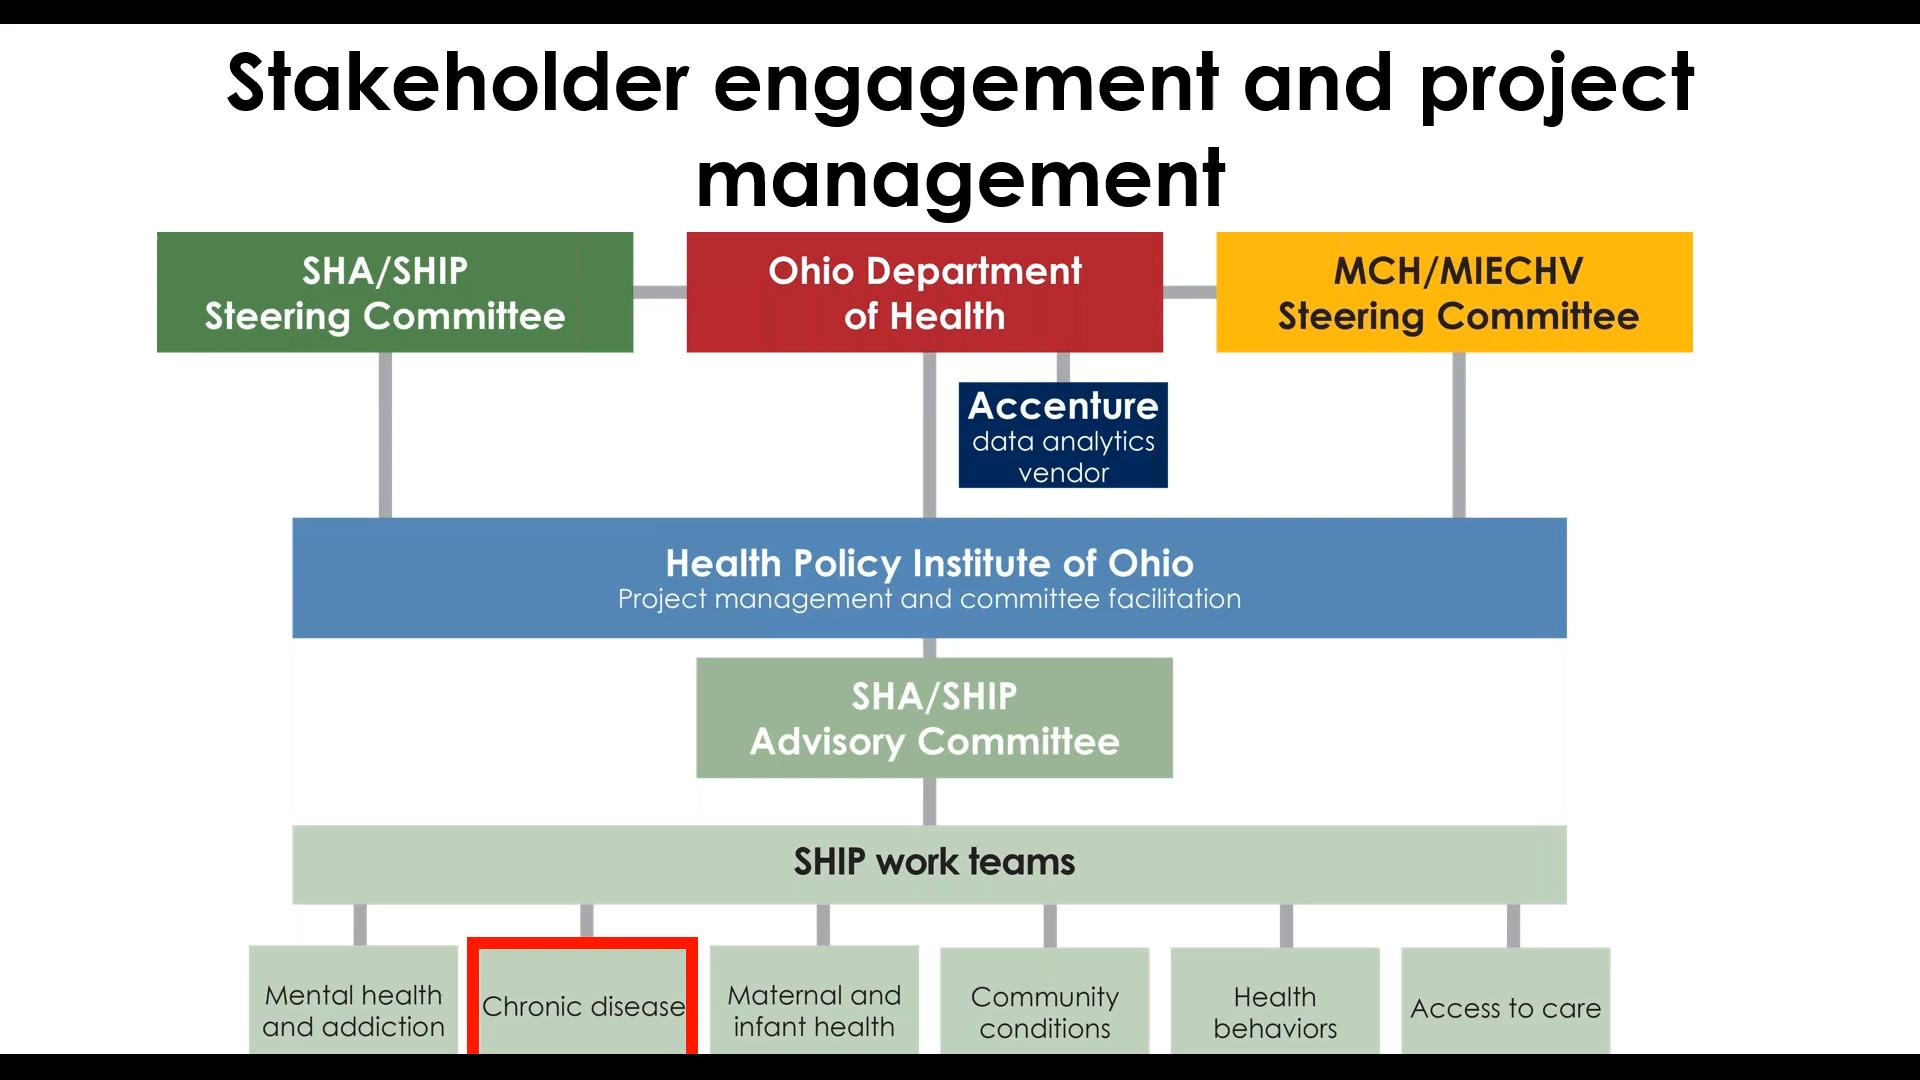 Stakeholder engagement and project
management
SHA/SHIP
Steering Committee
Ohio Department
of Health
MCH/MIECHV
Steering Committee
Accenture
data analytics
vendor
Health Policy Institute of Ohio
Project management and committee facilitation
SHA/SHIP
Advisory Committee
SHIP work teams
Mental health
and addiction
Chronic disease
Maternal and
infant health
Community
conditions
Health
behaviors
Access to care